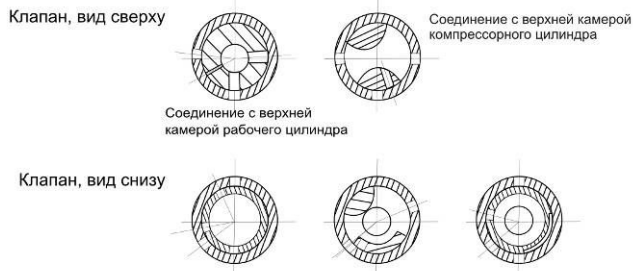 Клапан, вид сверху
Соединение с верхней камерой
компрессорного цилиндра
Соединение с верхней
камерой рабочего цилиндра
Клапан, вид снизу